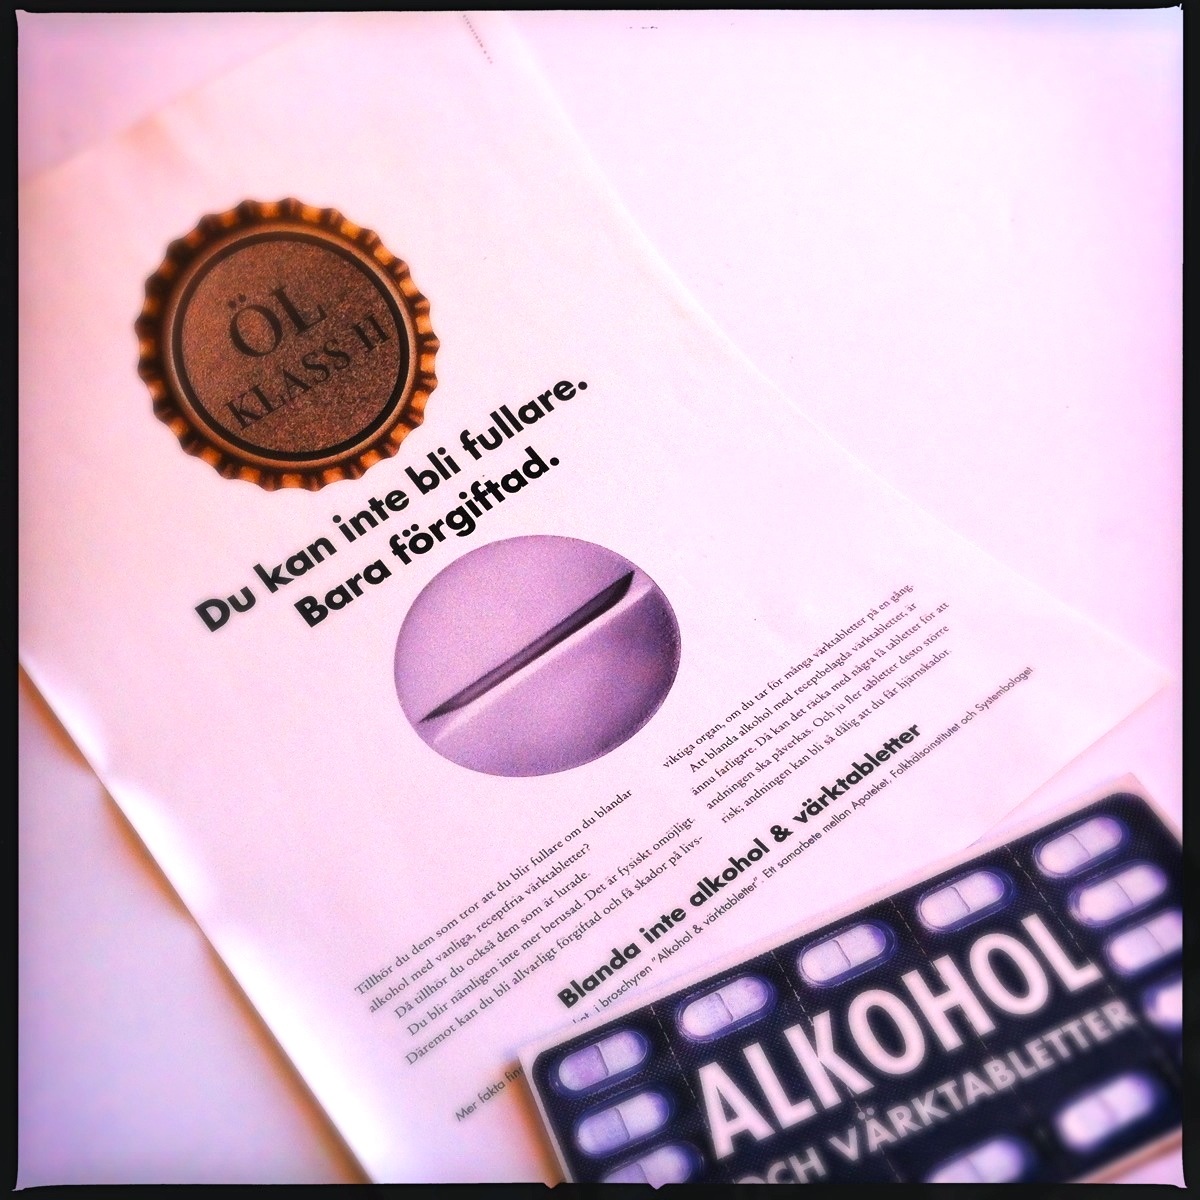 ÖL
KLASS II
Du kan inte bli fullare.
Bara förgiftad.
Tillhör du dem som tror att du blir fullare om du blandar
alkohol med vanliga, receptfria värktabletter?
Då tillhör du också dem som är lurade.
Du blir nämligen inte mer berusad. Det är fysiskt omöjligt.
Däremot kan du bli allvarligt förgiftad och få skador på livs-
viktiga organ, om du tar för många värktabletter på en gång.
Att blanda alkohol med receptbelagda värktabletter, är
ännu farligare. Då kan det räcka med några få tabletter för att
andningen ska påverkas. Och ju fler tabletter desto större
risk; andningen kan bli så dålig att du får hjärnskador.
Blanda inte alkohol & värktabletter
Mer fakta i broschyren "Alkohol & värktabletter". Ett samarbete mellan Apoteket, Folkhälsoinstitutet och Systembolaget
ALKOHOL
OCH VÄRKTABLETTER